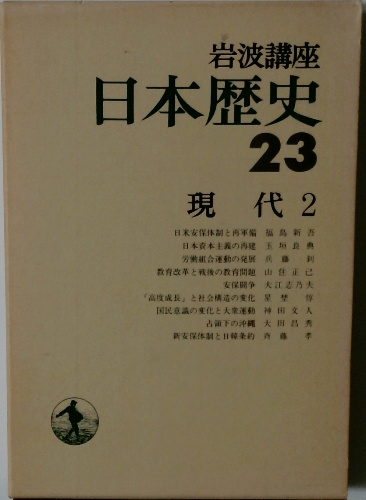 岩波講座
日本歴史
23
現代2
日米安保体制と再軍備 福島新吾
日本資本主義の再建 玉垣良典
労働組合運動の発展 兵藤釗
教育改革と戦後の教育問題 山住正己
安保闘争 大江志乃夫
「高度成長」と社会構造の変化 星埜惇
国民意識の変化と大衆運動 神田文人
占領下の沖縄 大田昌秀
新安保体制と日韓条約 斉藤孝